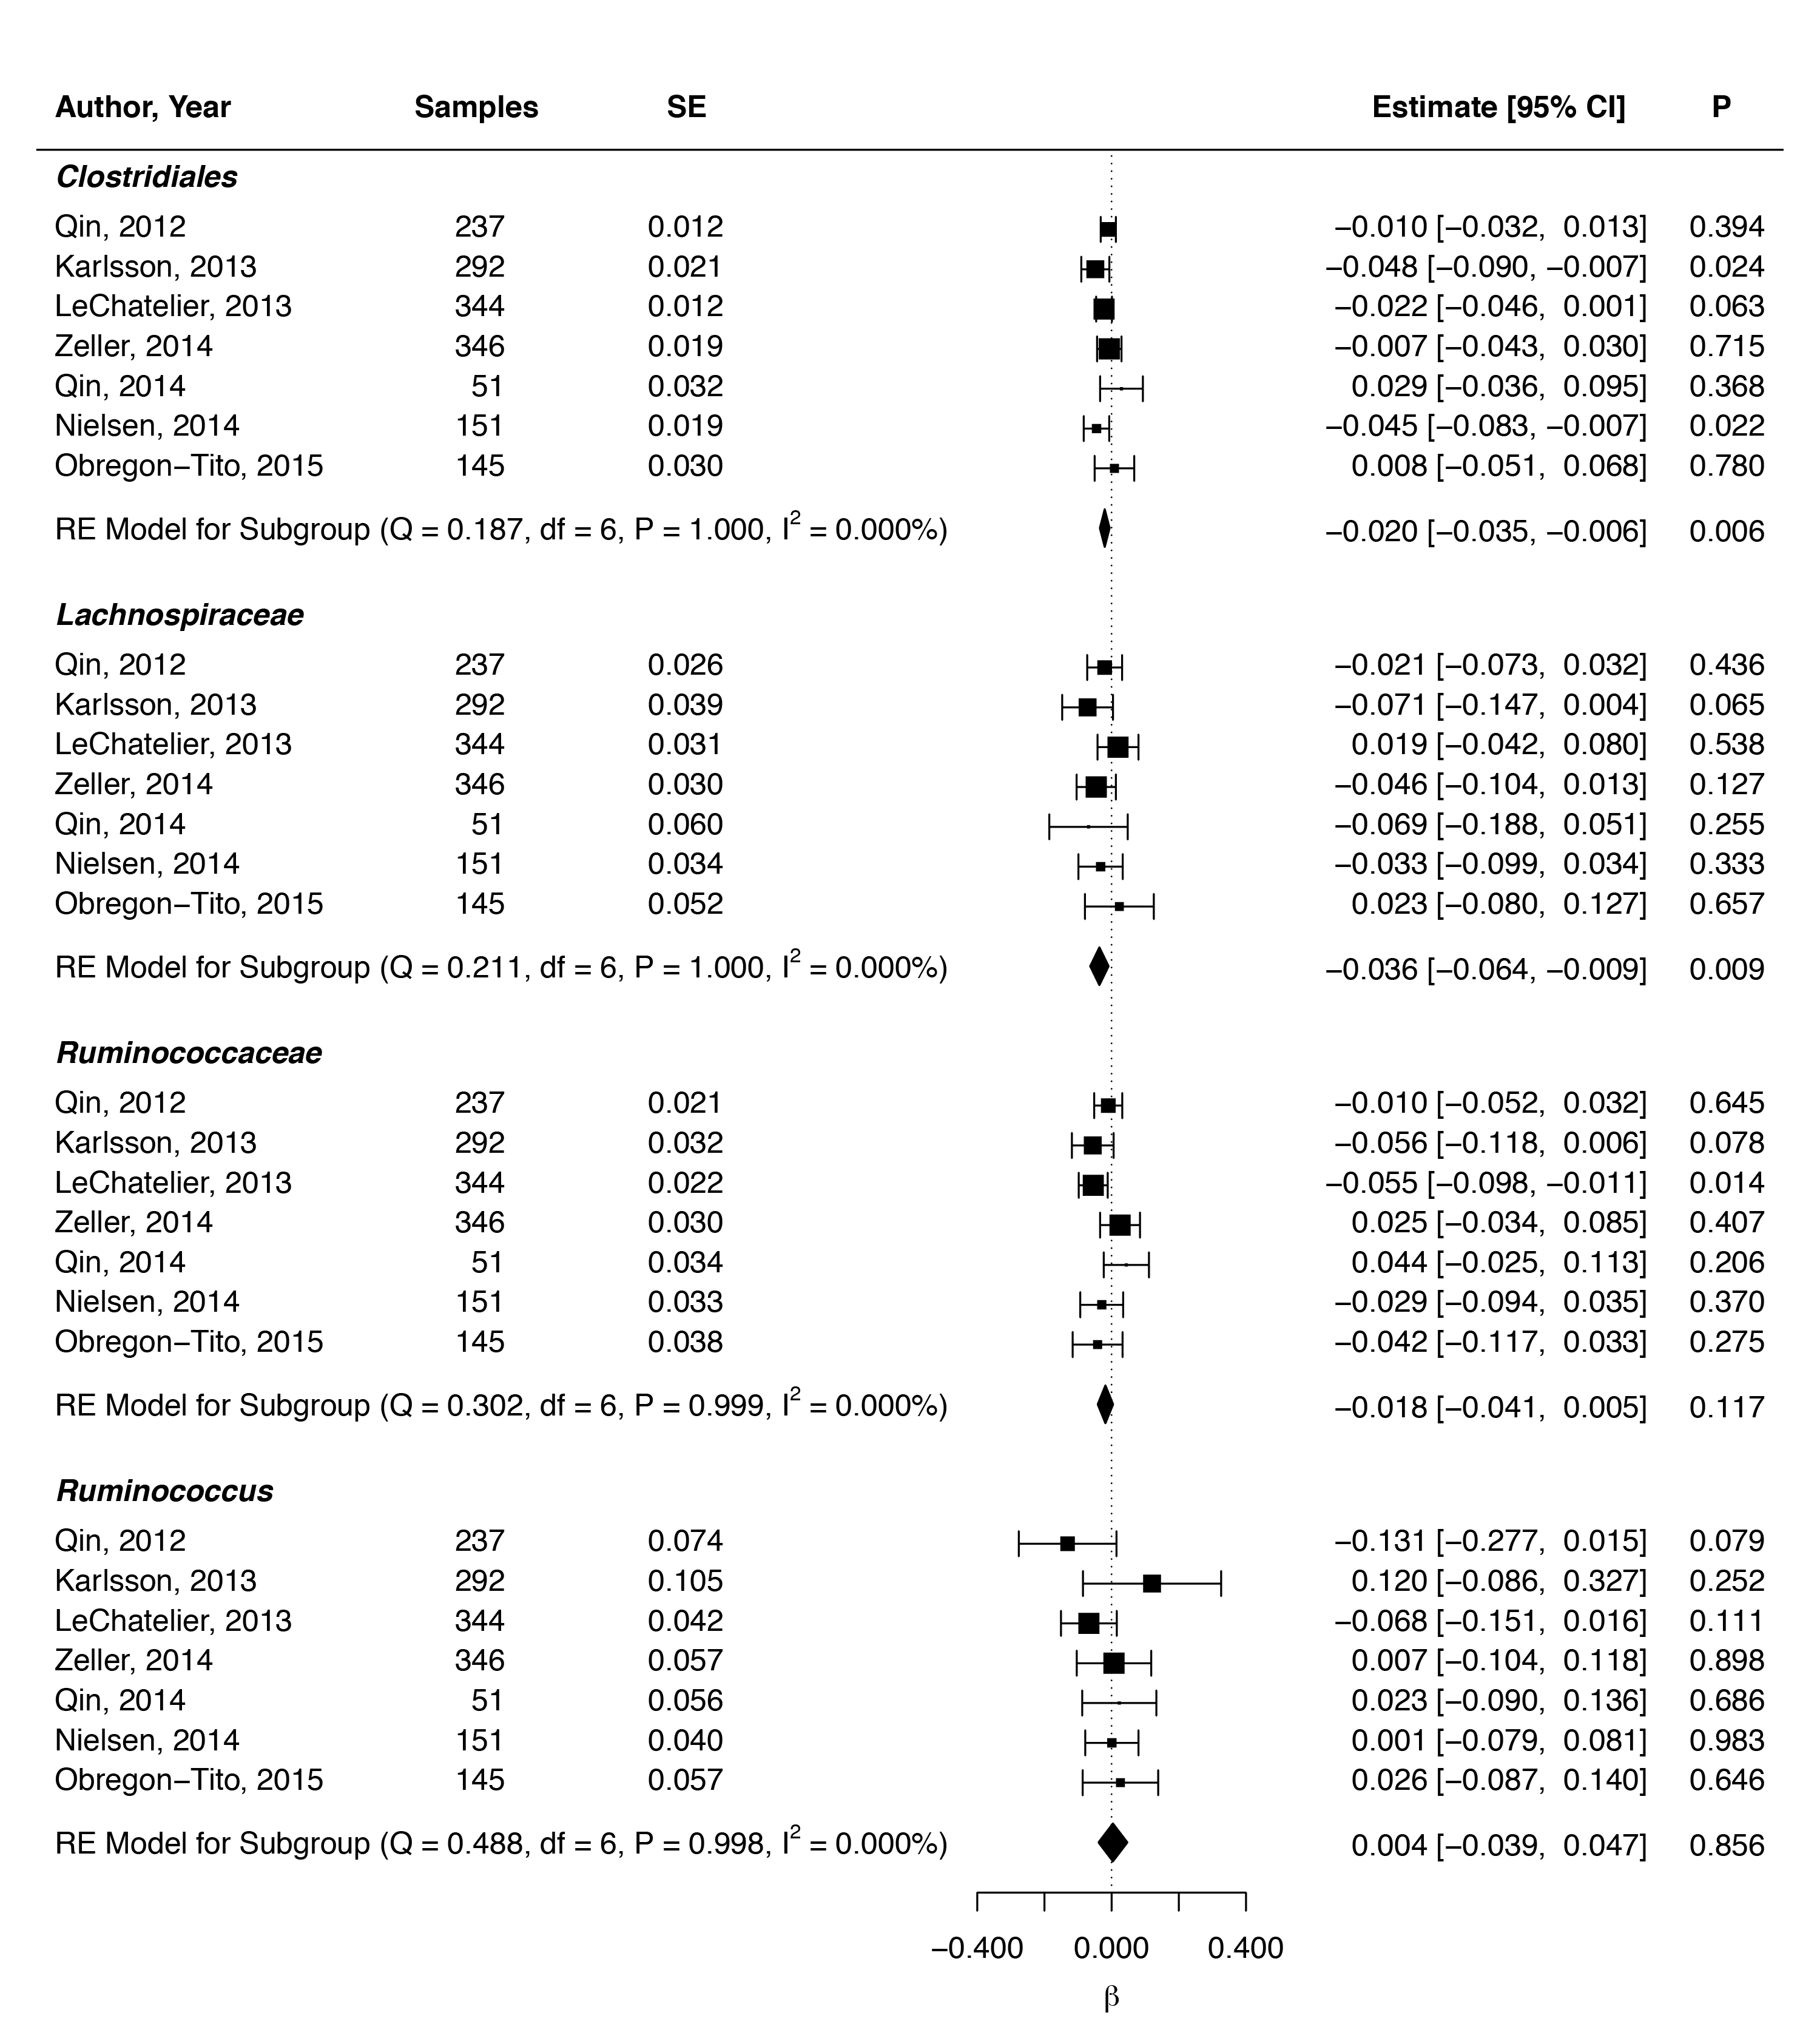 Author, Year Samples SE Estimate [95% CI] P
Clostridiales
Qin, 2012 237 0.012 −0.010 [−0.032, 0.013] 0.394
Karlsson, 2013 292 0.021 −0.048 [−0.090, −0.007] 0.024
LeChatelier, 2013 344 0.012 −0.022 [−0.046, 0.001] 0.063
Zeller, 2014 346 0.019 −0.007 [−0.043, 0.030] 0.715
Qin, 2014 51 0.032 0.029 [−0.036, 0.095] 0.368
Nielsen, 2014 151 0.019 −0.045 [−0.083, −0.007] 0.022
Obregon−Tito, 2015 145 0.030 0.008 [−0.051, 0.068] 0.780
RE Model for Subgroup (Q = 0.187, df = 6, P = 1.000, I² = 0.000%) −0.020 [−0.035, −0.006] 0.006
Lachnospiraceae
Qin, 2012 237 0.026 −0.021 [−0.073, 0.032] 0.436
Karlsson, 2013 292 0.039 −0.071 [−0.147, 0.004] 0.065
LeChatelier, 2013 344 0.031 0.019 [−0.042, 0.080] 0.538
Zeller, 2014 346 0.030 −0.046 [−0.104, 0.013] 0.127
Qin, 2014 51 0.060 −0.069 [−0.188, 0.051] 0.255
Nielsen, 2014 151 0.034 −0.033 [−0.099, 0.034] 0.333
Obregon−Tito, 2015 145 0.052 0.023 [−0.080, 0.127] 0.657
RE Model for Subgroup (Q = 0.211, df = 6, P = 1.000, I² = 0.000%) −0.036 [−0.064, −0.009] 0.009
Ruminococcaceae
Qin, 2012 237 0.021 −0.010 [−0.052, 0.032] 0.645
Karlsson, 2013 292 0.032 −0.056 [−0.118, 0.006] 0.078
LeChatelier, 2013 344 0.022 −0.055 [−0.098, −0.011] 0.014
Zeller, 2014 346 0.030 0.025 [−0.034, 0.085] 0.407
Qin, 2014 51 0.034 0.044 [−0.025, 0.113] 0.206
Nielsen, 2014 151 0.033 −0.029 [−0.094, 0.035] 0.370
Obregon−Tito, 2015 145 0.038 −0.042 [−0.117, 0.033] 0.275
RE Model for Subgroup (Q = 0.302, df = 6, P = 0.999, I² = 0.000%) −0.018 [−0.041, 0.005] 0.117
Ruminococcus
Qin, 2012 237 0.074 −0.131 [−0.277, 0.015] 0.079
Karlsson, 2013 292 0.105 0.120 [−0.086, 0.327] 0.252
LeChatelier, 2013 344 0.042 −0.068 [−0.151, 0.016] 0.111
Zeller, 2014 346 0.057 0.007 [−0.104, 0.118] 0.898
Qin, 2014 51 0.056 0.023 [−0.090, 0.136] 0.686
Nielsen, 2014 151 0.040 0.001 [−0.079, 0.081] 0.983
Obregon−Tito, 2015 145 0.057 0.026 [−0.087, 0.140] 0.646
RE Model for Subgroup (Q = 0.488, df = 6, P = 0.998, I² = 0.000%) 0.004 [−0.039, 0.047] 0.856
−0.400 0.000 0.400
β